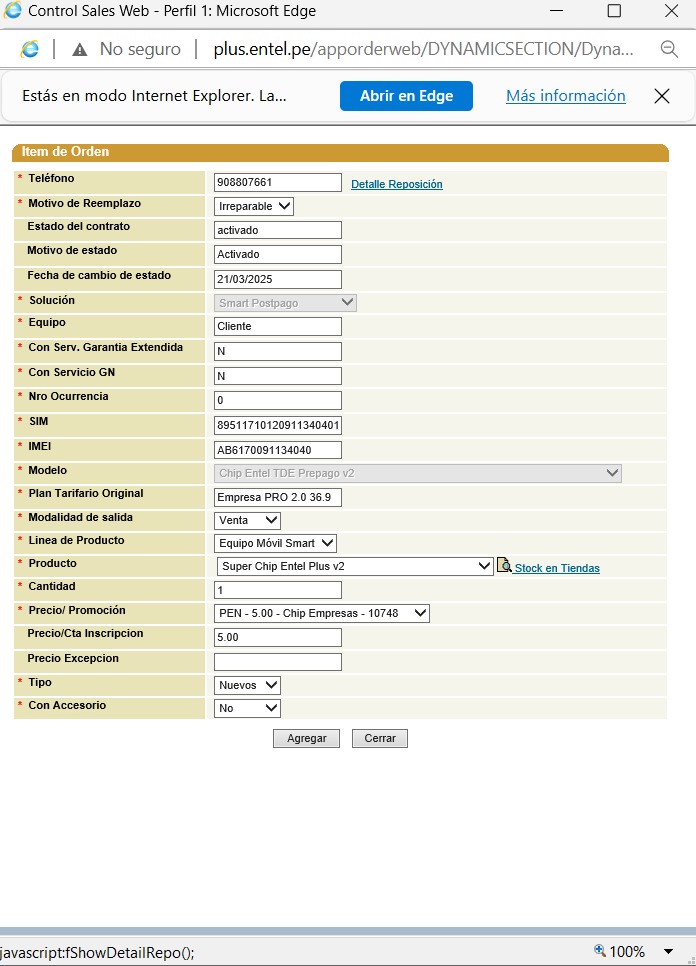 Control Sales Web - Perfil 1: Microsoft Edge
No seguro plus.entel.pe/apporderweb/DYNAMICSECTION/Dyna...
Estás en modo Internet Explorer. La... Abrir en Edge Más información
Item de Orden
* Teléfono 908807661 Detalle Reposición
* Motivo de Reemplazo Irreparable
Estado del contrato activado
Motivo de estado Activado
Fecha de cambio de estado 21/03/2025
* Solución Smart Postpago
* Equipo Cliente
* Con Serv. Garantia Extendida N
* Con Servicio GN N
* Nro Ocurrencia 0
* SIM 89511710120911340401
* IMEI AB6170091134040
* Modelo Chip Entel TDE Prepago v2
* Plan Tarifario Original Empresa PRO 2.0 36.9
* Modalidad de salida Venta
* Linea de Producto Equipo Móvil Smart
* Producto Super Chip Entel Plus v2 Stock en Tiendas
* Cantidad 1
* Precio/ Promoción PEN - 5.00 - Chip Empresas - 10748
Precio/Cta Inscripcion 5.00
Precio Excepcion
* Tipo Nuevos
* Con Accesorio No
Agregar Cerrar
javascript:fShowDetailRepo(); 100%